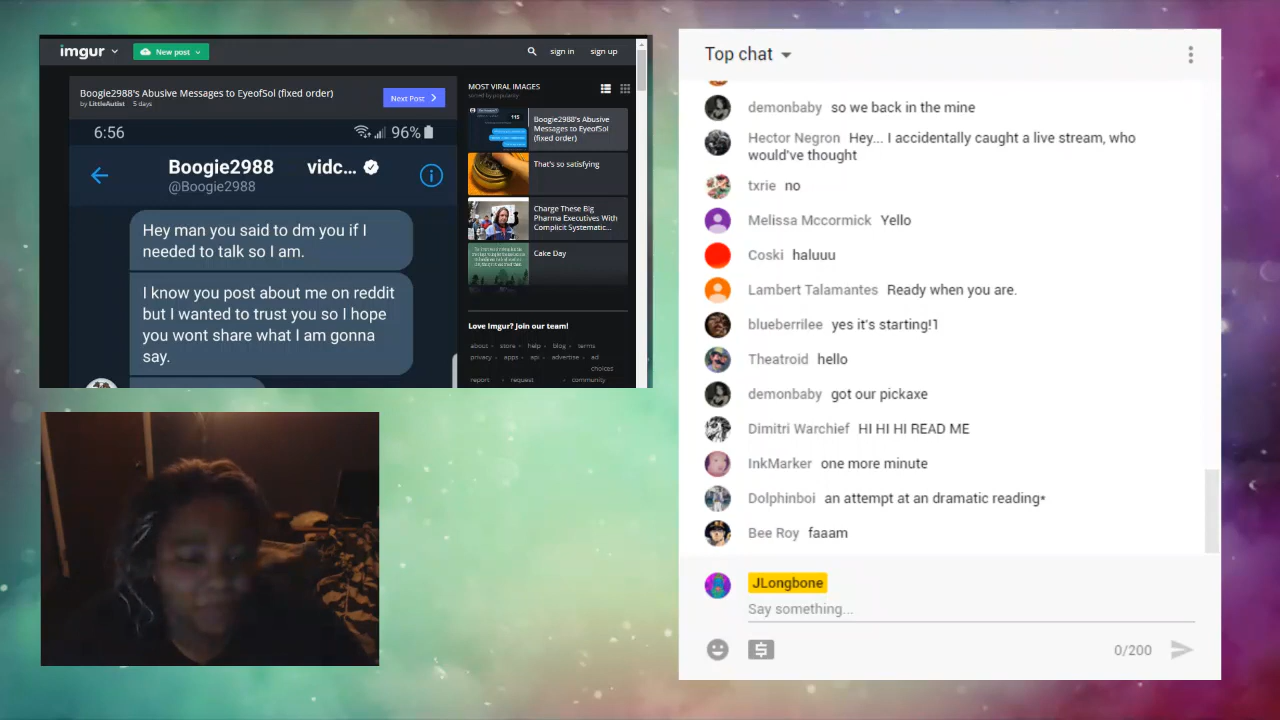 imgur
New post
sign in
sign up
Boogie2988's Abusive Messages to EyeofSol (fixed order)
by LittleAutist 5 days
Next Post
6:56
96%
Boogie2988 vidc...
@Boogie2988
Hey man you said to dm you if I
needed to talk so I am.
I know you post about me on reddit
but I wanted to trust you so I hope
you wont share what I am gonna
say.
MOST VIRAL IMAGES
sorted by popularity
Boogie2988's Abusive
Messages to EyeofSol
(fixed order)
That's so satisfying
Charge These Big
Pharma Executives With
Complicit Systematic...
Cake Day
Love Imgur? Join our team!
about store help blog terms
privacy apps api advertise ad
choices
report request community
Top chat
demonbaby so we back in the mine
Hector Negron Hey... I accidentally caught a live stream, who
would've thought
txrie no
Melissa Mccormick Yello
Coski haluuu
Lambert Talamantes Ready when you are.
blueberrilee yes it's starting!1
Theatroid hello
demonbaby got our pickaxe
Dimitri Warchief HI HI HI READ ME
InkMarker one more minute
Dolphinboi an attempt at an dramatic reading*
Bee Roy faaam
JLongbone
Say something...
0/200